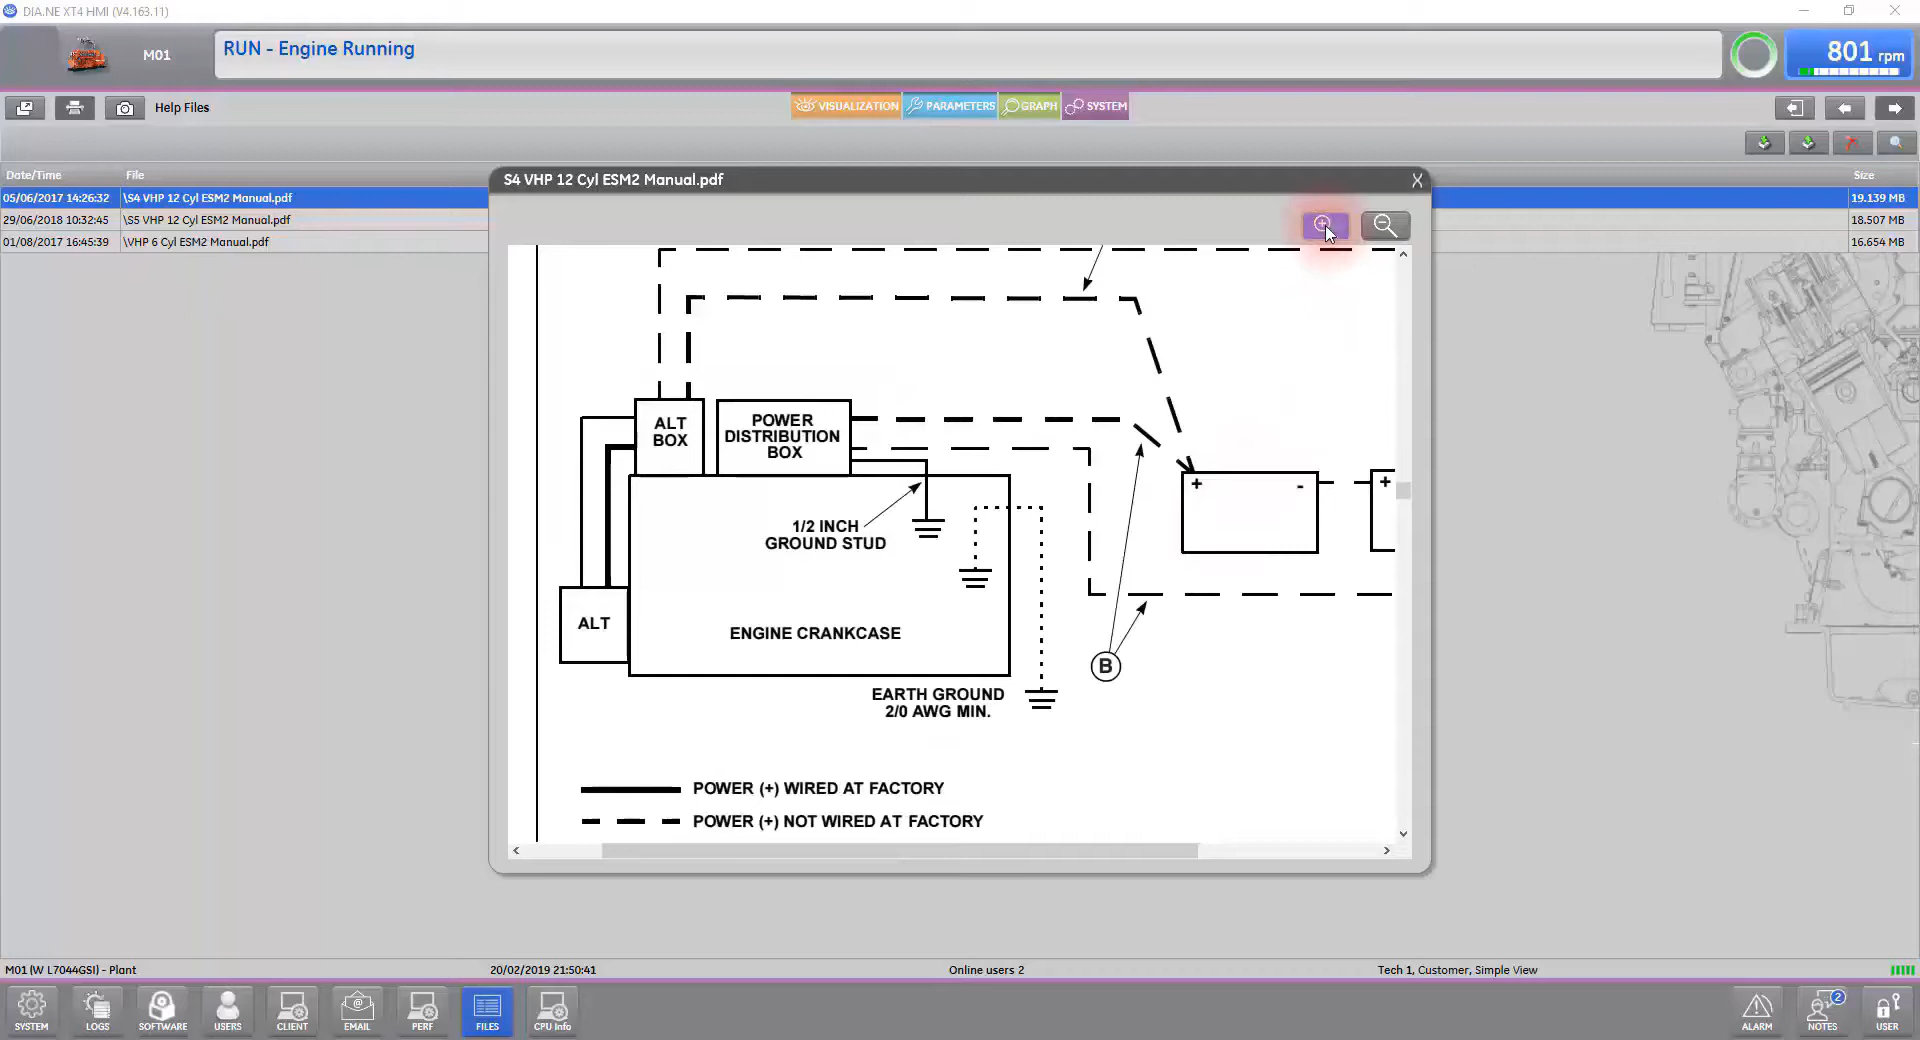 DIA.NE XT4 HMI (V4.163.11)
M01
RUN - Engine Running
801 rpm
Help Files
VISUALIZATION
PARAMETERS
GRAPH
SYSTEM
Date/Time File Size
05/06/2017 14:26:32 \S4 VHP 12 Cyl ESM2 Manual.pdf 19.139 MB
29/06/2018 10:32:45 \S5 VHP 12 Cyl ESM2 Manual.pdf 18.507 MB
01/08/2017 16:45:39 \VHP 6 Cyl ESM2 Manual.pdf 16.654 MB
S4 VHP 12 Cyl ESM2 Manual.pdf
X
ALT
BOX
POWER
DISTRIBUTION
BOX
+ -
+
1/2 INCH
GROUND STUD
ALT
ENGINE CRANKCASE
B
EARTH GROUND
2/0 AWG MIN.
POWER (+) WIRED AT FACTORY
POWER (+) NOT WIRED AT FACTORY
M01 (W L7044GSI) - Plant
20/02/2019 21:50:41
Online users 2
Tech 1, Customer, Simple View
SYSTEM
LOGS
SOFTWARE
USERS
CLIENT
EMAIL
PERF
FILES
CPU Info
ALARM
2
NOTES
USER